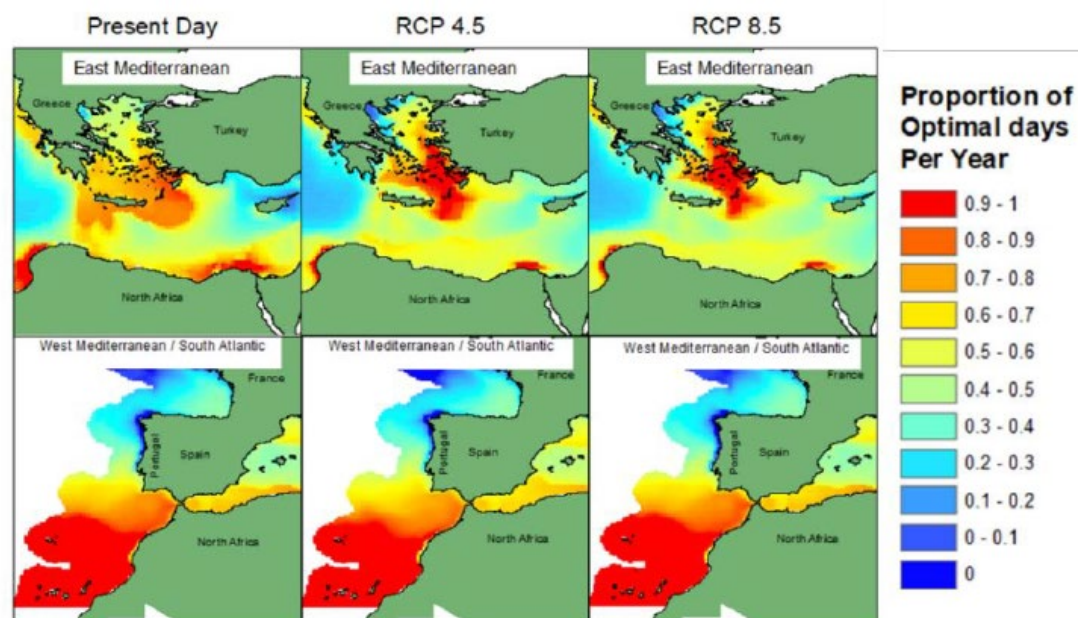 Present Day
RCP 4.5
RCP 8.5
East Mediterranean
East Mediterranean
East Mediterranean
Greece
Turkey
North Africa
Greece
Turkey
North Africa
Greece
Turkey
North Africa
West Mediterranean / South Atlantic
West Mediterranean / South Atlantic
West Mediterranean / South Atlantic
France
Portugal
Spain
North Africa
France
Portugal
Spain
North Africa
France
Portugal
Spain
North Africa
Proportion of
Optimal days
Per Year
0.9 - 1
0.8 - 0.9
0.7 - 0.8
0.6 - 0.7
0.5 - 0.6
0.4 - 0.5
0.3 - 0.4
0.2 - 0.3
0.1 - 0.2
0 - 0.1
0